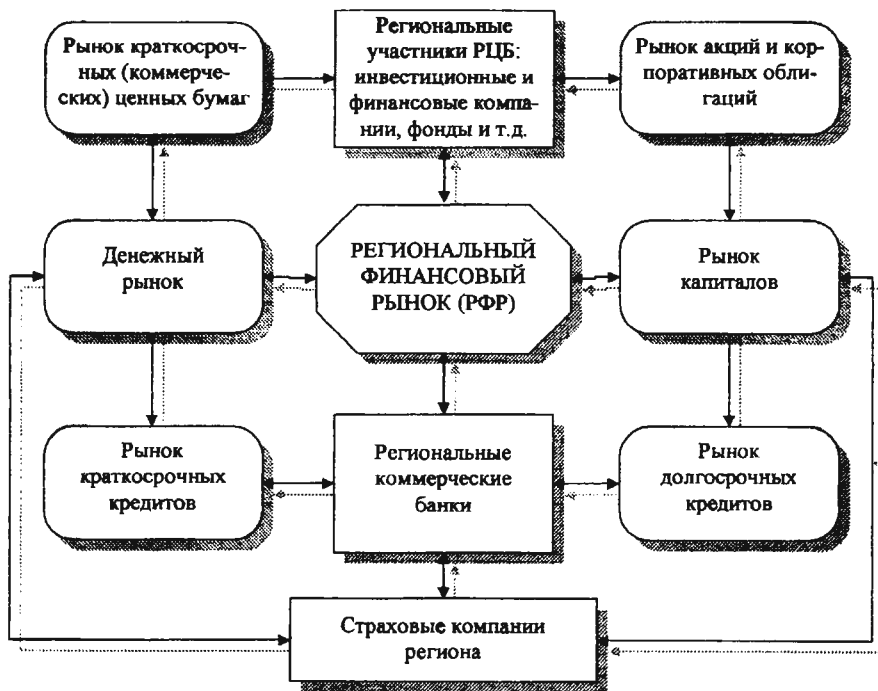 Рынок краткосроч-
ных (коммерче-
ских) ценных бумаг
Региональные
участники РЦБ:
инвестиционные и
финансовые компа-
нии, фонды и т.д.
Рынок акций и кор-
поративных обли-
гаций
Денежный
рынок
РЕГИОНАЛЬНЫЙ
ФИНАНСОВЫЙ
РЫНОК (РФР)
Рынок
капиталов
Рынок
краткосрочных
кредитов
Региональные
коммерческие
банки
Рынок
долгосрочных
кредитов
Страховые компании
региона